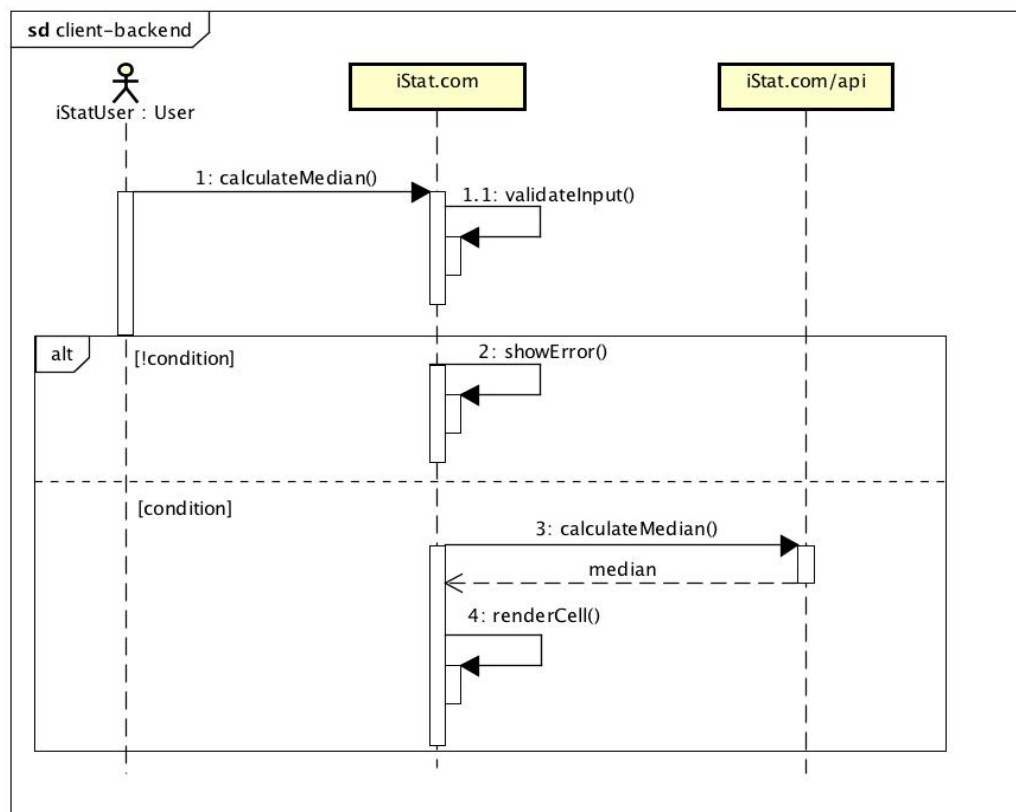 sd client-backend
iStatUser : User
iStat.com
iStat.com/api
1: calculateMedian()
1.1: validateInput()
alt
[!condition]
2: showError()
[condition]
3: calculateMedian()
median
4: renderCell()